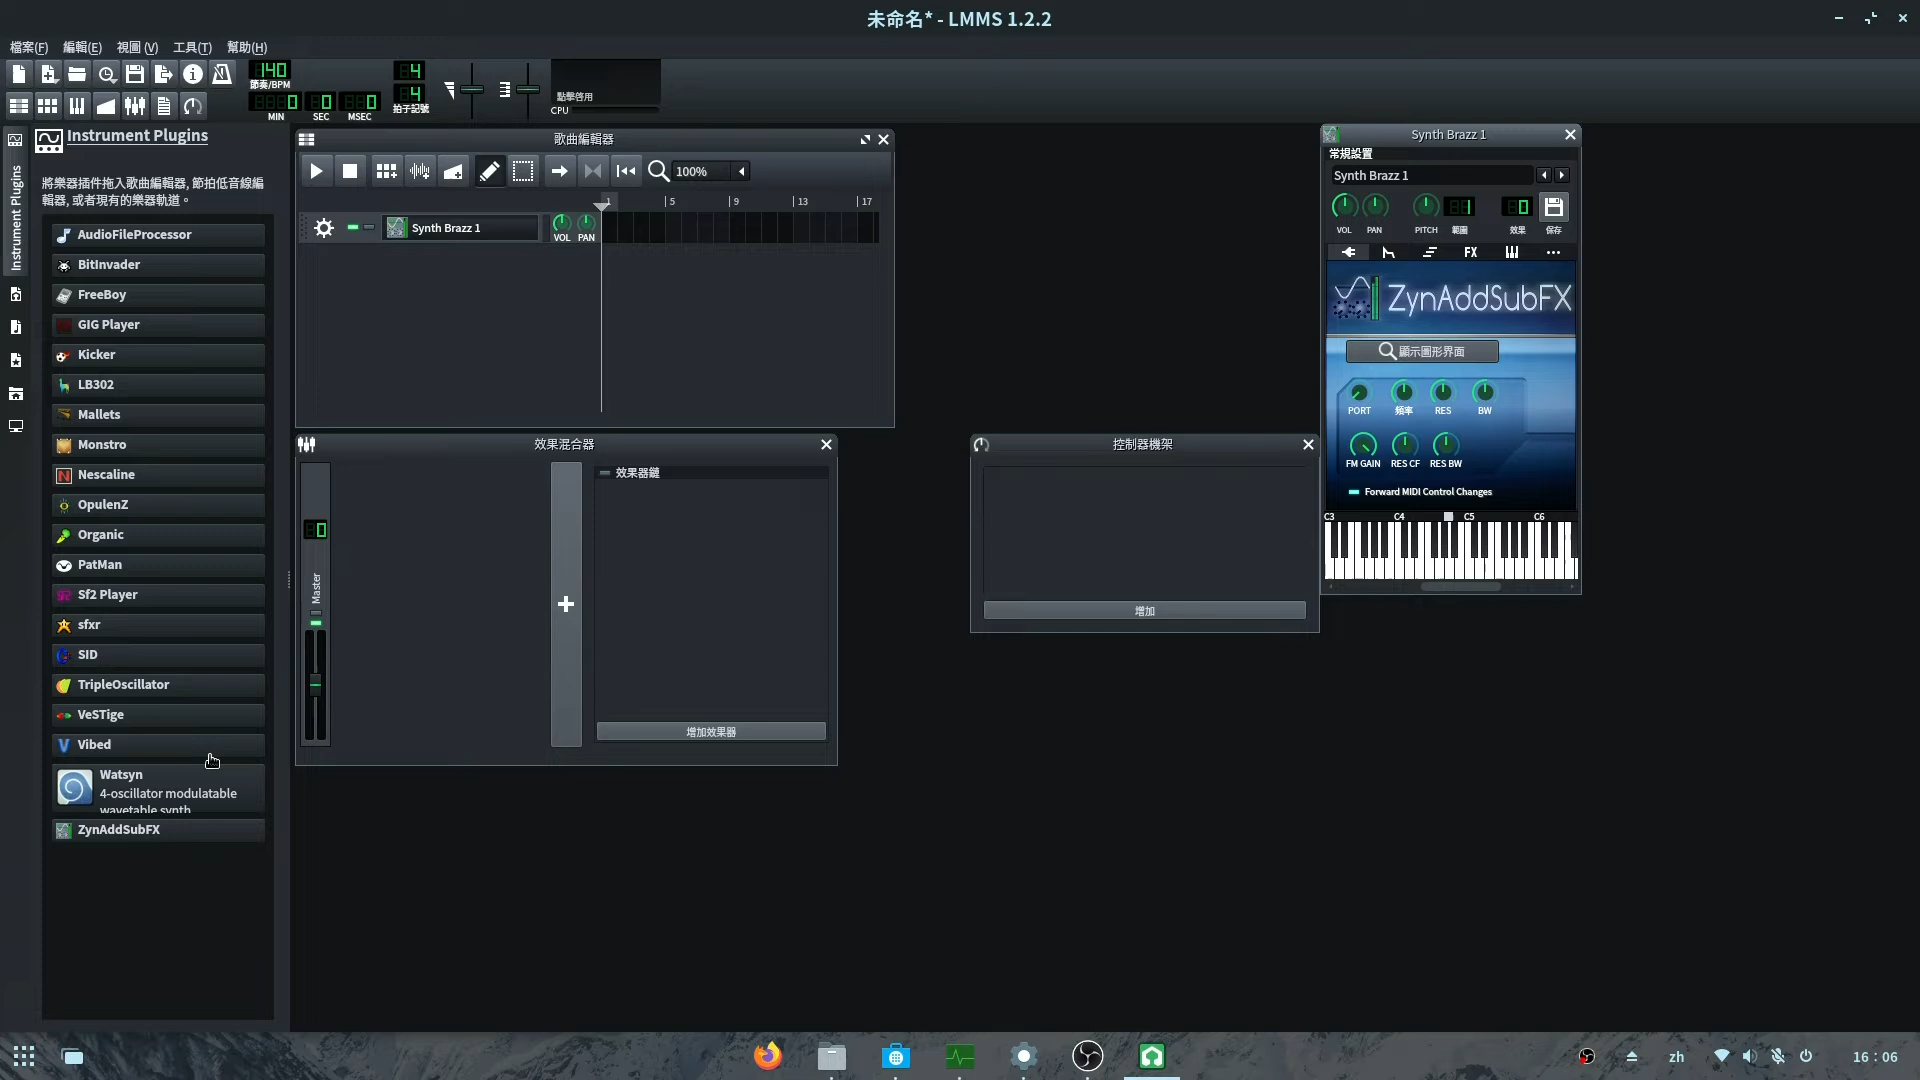 未命名* - LMMS 1.2.2
檔案(F) 編輯(E) 視圖 (V) 工具(T) 幫助(H)
140
節奏/BPM
0 0 0
MIN SEC MSEC
4
4
拍子記號
點擊啓用
CPU
Instrument Plugins
Instrument Plugins
將樂器插件拖入歌曲編輯器, 節拍低音線編
輯器, 或者現有的樂器軌道。
AudioFileProcessor
BitInvader
FreeBoy
GIG Player
Kicker
LB302
Mallets
Monstro
Nescaline
OpulenZ
Organic
PatMan
Sf2 Player
sfxr
SID
TripleOscillator
VeSTige
Vibed
Watsyn
4-oscillator modulatable
wavetable synth
ZynAddSubFX
歌曲編輯器
100%
1 5 9 13 17
Synth Brazz 1
VOL PAN
效果混合器
0
Master
效果器鏈
增加效果器
控制器機架
增加
Synth Brazz 1
常規設置
Synth Brazz 1
1 0
VOL PAN PITCH 範圍 效果 保存
FX
ZynAddSubFX
顯示圖形界面
PORT 頻率 RES BW
FM GAIN RES CF RES BW
Forward MIDI Control Changes
C3 C4 C5 C6
zh
16：06